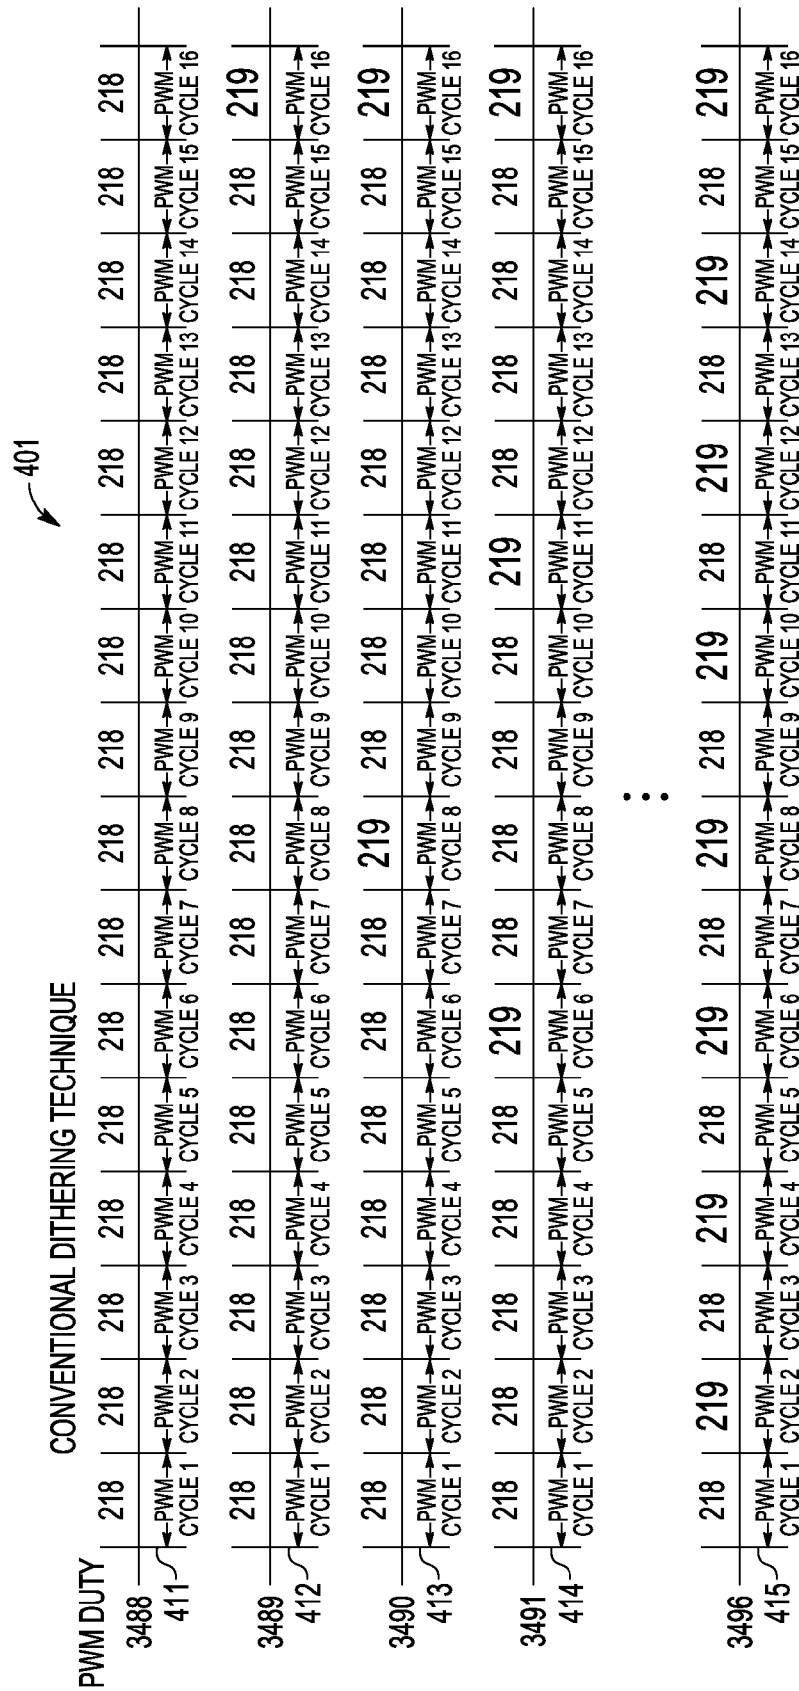 CONVENTIONAL DITHERING TECHNIQUE
401
PWM DUTY
218 218 218 218 218 218 218 218 218 218 218 218 218 218 218 218
3488
PWM PWM PWM PWM PWM PWM PWM PWM PWM PWM PWM PWM PWM PWM PWM PWM
411 CYCLE 1 CYCLE 2 CYCLE 3 CYCLE 4 CYCLE 5 CYCLE 6 CYCLE 7 CYCLE 8 CYCLE 9 CYCLE 10 CYCLE 11 CYCLE 12 CYCLE 13 CYCLE 14 CYCLE 15 CYCLE 16
218 218 218 218 218 218 218 218 218 218 218 218 218 218 218 219
3489
PWM PWM PWM PWM PWM PWM PWM PWM PWM PWM PWM PWM PWM PWM PWM PWM
412 CYCLE 1 CYCLE 2 CYCLE 3 CYCLE 4 CYCLE 5 CYCLE 6 CYCLE 7 CYCLE 8 CYCLE 9 CYCLE 10 CYCLE 11 CYCLE 12 CYCLE 13 CYCLE 14 CYCLE 15 CYCLE 16
218 218 218 218 218 218 218 219 218 218 218 218 218 218 218 219
3490
PWM PWM PWM PWM PWM PWM PWM PWM PWM PWM PWM PWM PWM PWM PWM PWM
413 CYCLE 1 CYCLE 2 CYCLE 3 CYCLE 4 CYCLE 5 CYCLE 6 CYCLE 7 CYCLE 8 CYCLE 9 CYCLE 10 CYCLE 11 CYCLE 12 CYCLE 13 CYCLE 14 CYCLE 15 CYCLE 16
218 218 218 218 218 219 218 218 218 218 219 218 218 218 218 219
3491
PWM PWM PWM PWM PWM PWM PWM PWM PWM PWM PWM PWM PWM PWM PWM PWM
414 CYCLE 1 CYCLE 2 CYCLE 3 CYCLE 4 CYCLE 5 CYCLE 6 CYCLE 7 CYCLE 8 CYCLE 9 CYCLE 10 CYCLE 11 CYCLE 12 CYCLE 13 CYCLE 14 CYCLE 15 CYCLE 16
...
218 219 218 219 218 219 218 219 218 219 218 219 218 219 218 219
3496
PWM PWM PWM PWM PWM PWM PWM PWM PWM PWM PWM PWM PWM PWM PWM PWM
415 CYCLE 1 CYCLE 2 CYCLE 3 CYCLE 4 CYCLE 5 CYCLE 6 CYCLE 7 CYCLE 8 CYCLE 9 CYCLE 10 CYCLE 11 CYCLE 12 CYCLE 13 CYCLE 14 CYCLE 15 CYCLE 16